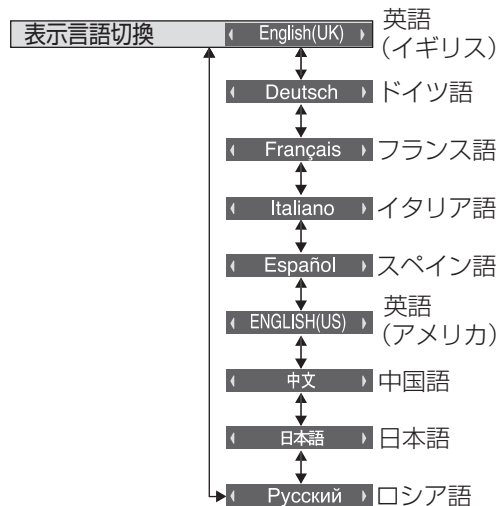 表示言語切換 English(UK) 英語
(イギリス)
Deutsch ドイツ語
Français フランス語
Italiano イタリア語
Español スペイン語
ENGLISH(US) 英語
(アメリカ)
中文 中国語
日本語 日本語
Русский ロシア語